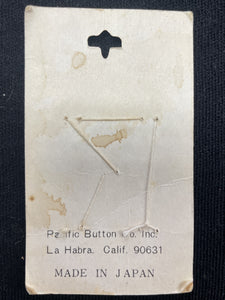 Pacific Button Co. Inc.
La Habra. Calif. 90631
MADE IN JAPAN